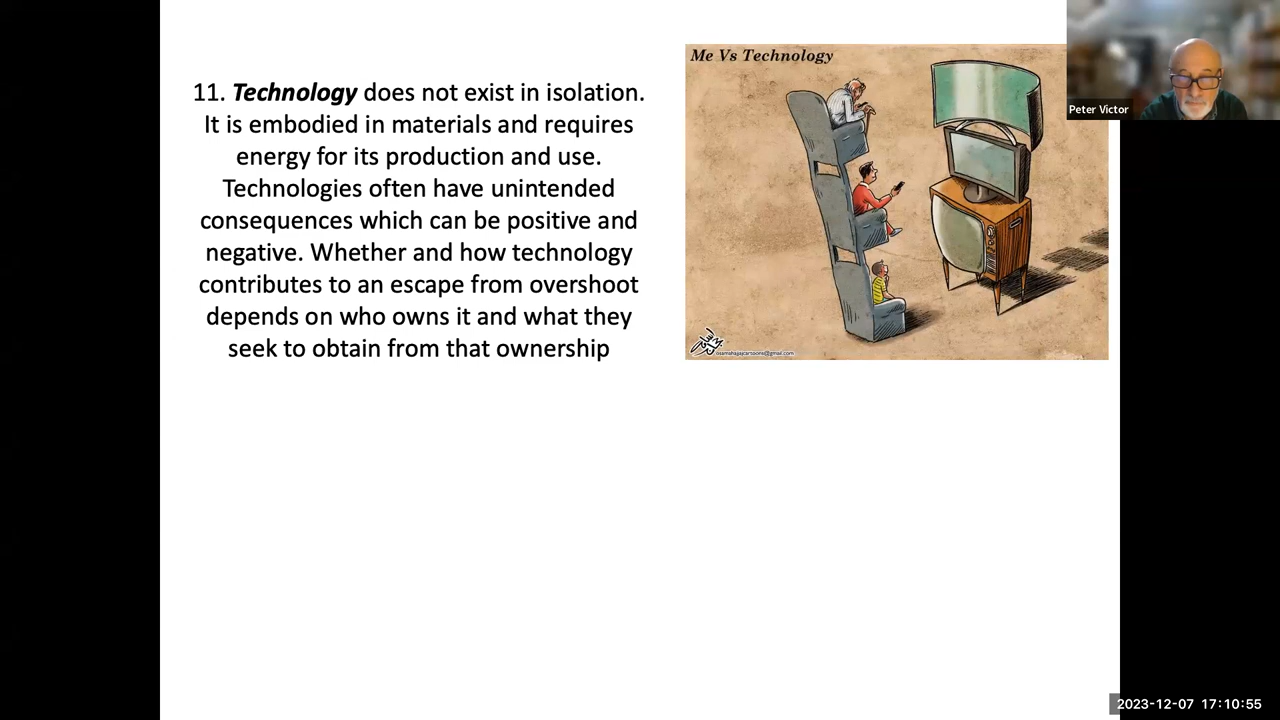 11. Technology does not exist in isolation.
It is embodied in materials and requires
energy for its production and use.
Technologies often have unintended
consequences which can be positive and
negative. Whether and how technology
contributes to an escape from overshoot
depends on who owns it and what they
seek to obtain from that ownership
Me Vs Technology
osamahajjajcartoons@gmail.com
Peter Victor
2023-12-07 17:10:55